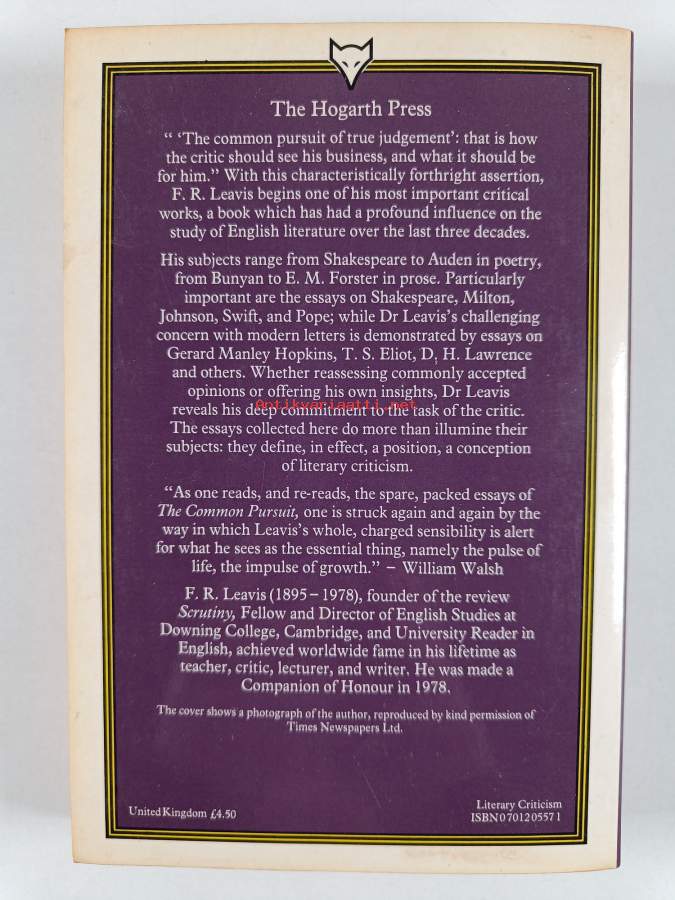 The Hogarth Press
“ ‘The common pursuit of true judgement’: that is how
the critic should see his business, and what it should be
for him.” With this characteristically forthright assertion,
F. R. Leavis begins one of his most important critical
works, a book which has had a profound influence on the
study of English literature over the last three decades.
His subjects range from Shakespeare to Auden in poetry,
from Bunyan to E. M. Forster in prose. Particularly
important are the essays on Shakespeare, Milton,
Johnson, Swift, and Pope; while Dr Leavis’s challenging
concern with modern letters is demonstrated by essays on
Gerard Manley Hopkins, T. S. Eliot, D, H. Lawrence
and others. Whether reassessing commonly accepted
opinions or offering his own insights, Dr Leavis
reveals his deep commitment to the task of the critic.
Antikvariaatti.net
The essays collected here do more than illumine their
subjects: they define, in effect, a position, a conception
of literary criticism.
“As one reads, and re-reads, the spare, packed essays of
The Common Pursuit, one is struck again and again by the
way in which Leavis’s whole, charged sensibility is alert
for what he sees as the essential thing, namely the pulse of
life, the impulse of growth.” – William Walsh
F. R. Leavis (1895–1978), founder of the review
Scrutiny, Fellow and Director of English Studies at
Downing College, Cambridge, and University Reader in
English, achieved worldwide fame in his lifetime as
teacher, critic, lecturer, and writer. He was made a
Companion of Honour in 1978.
The cover shows a photograph of the author, reproduced by kind permission of
Times Newspapers Ltd.
United Kingdom £4.50
Literary Criticism
ISBN 0 7012 0557 1